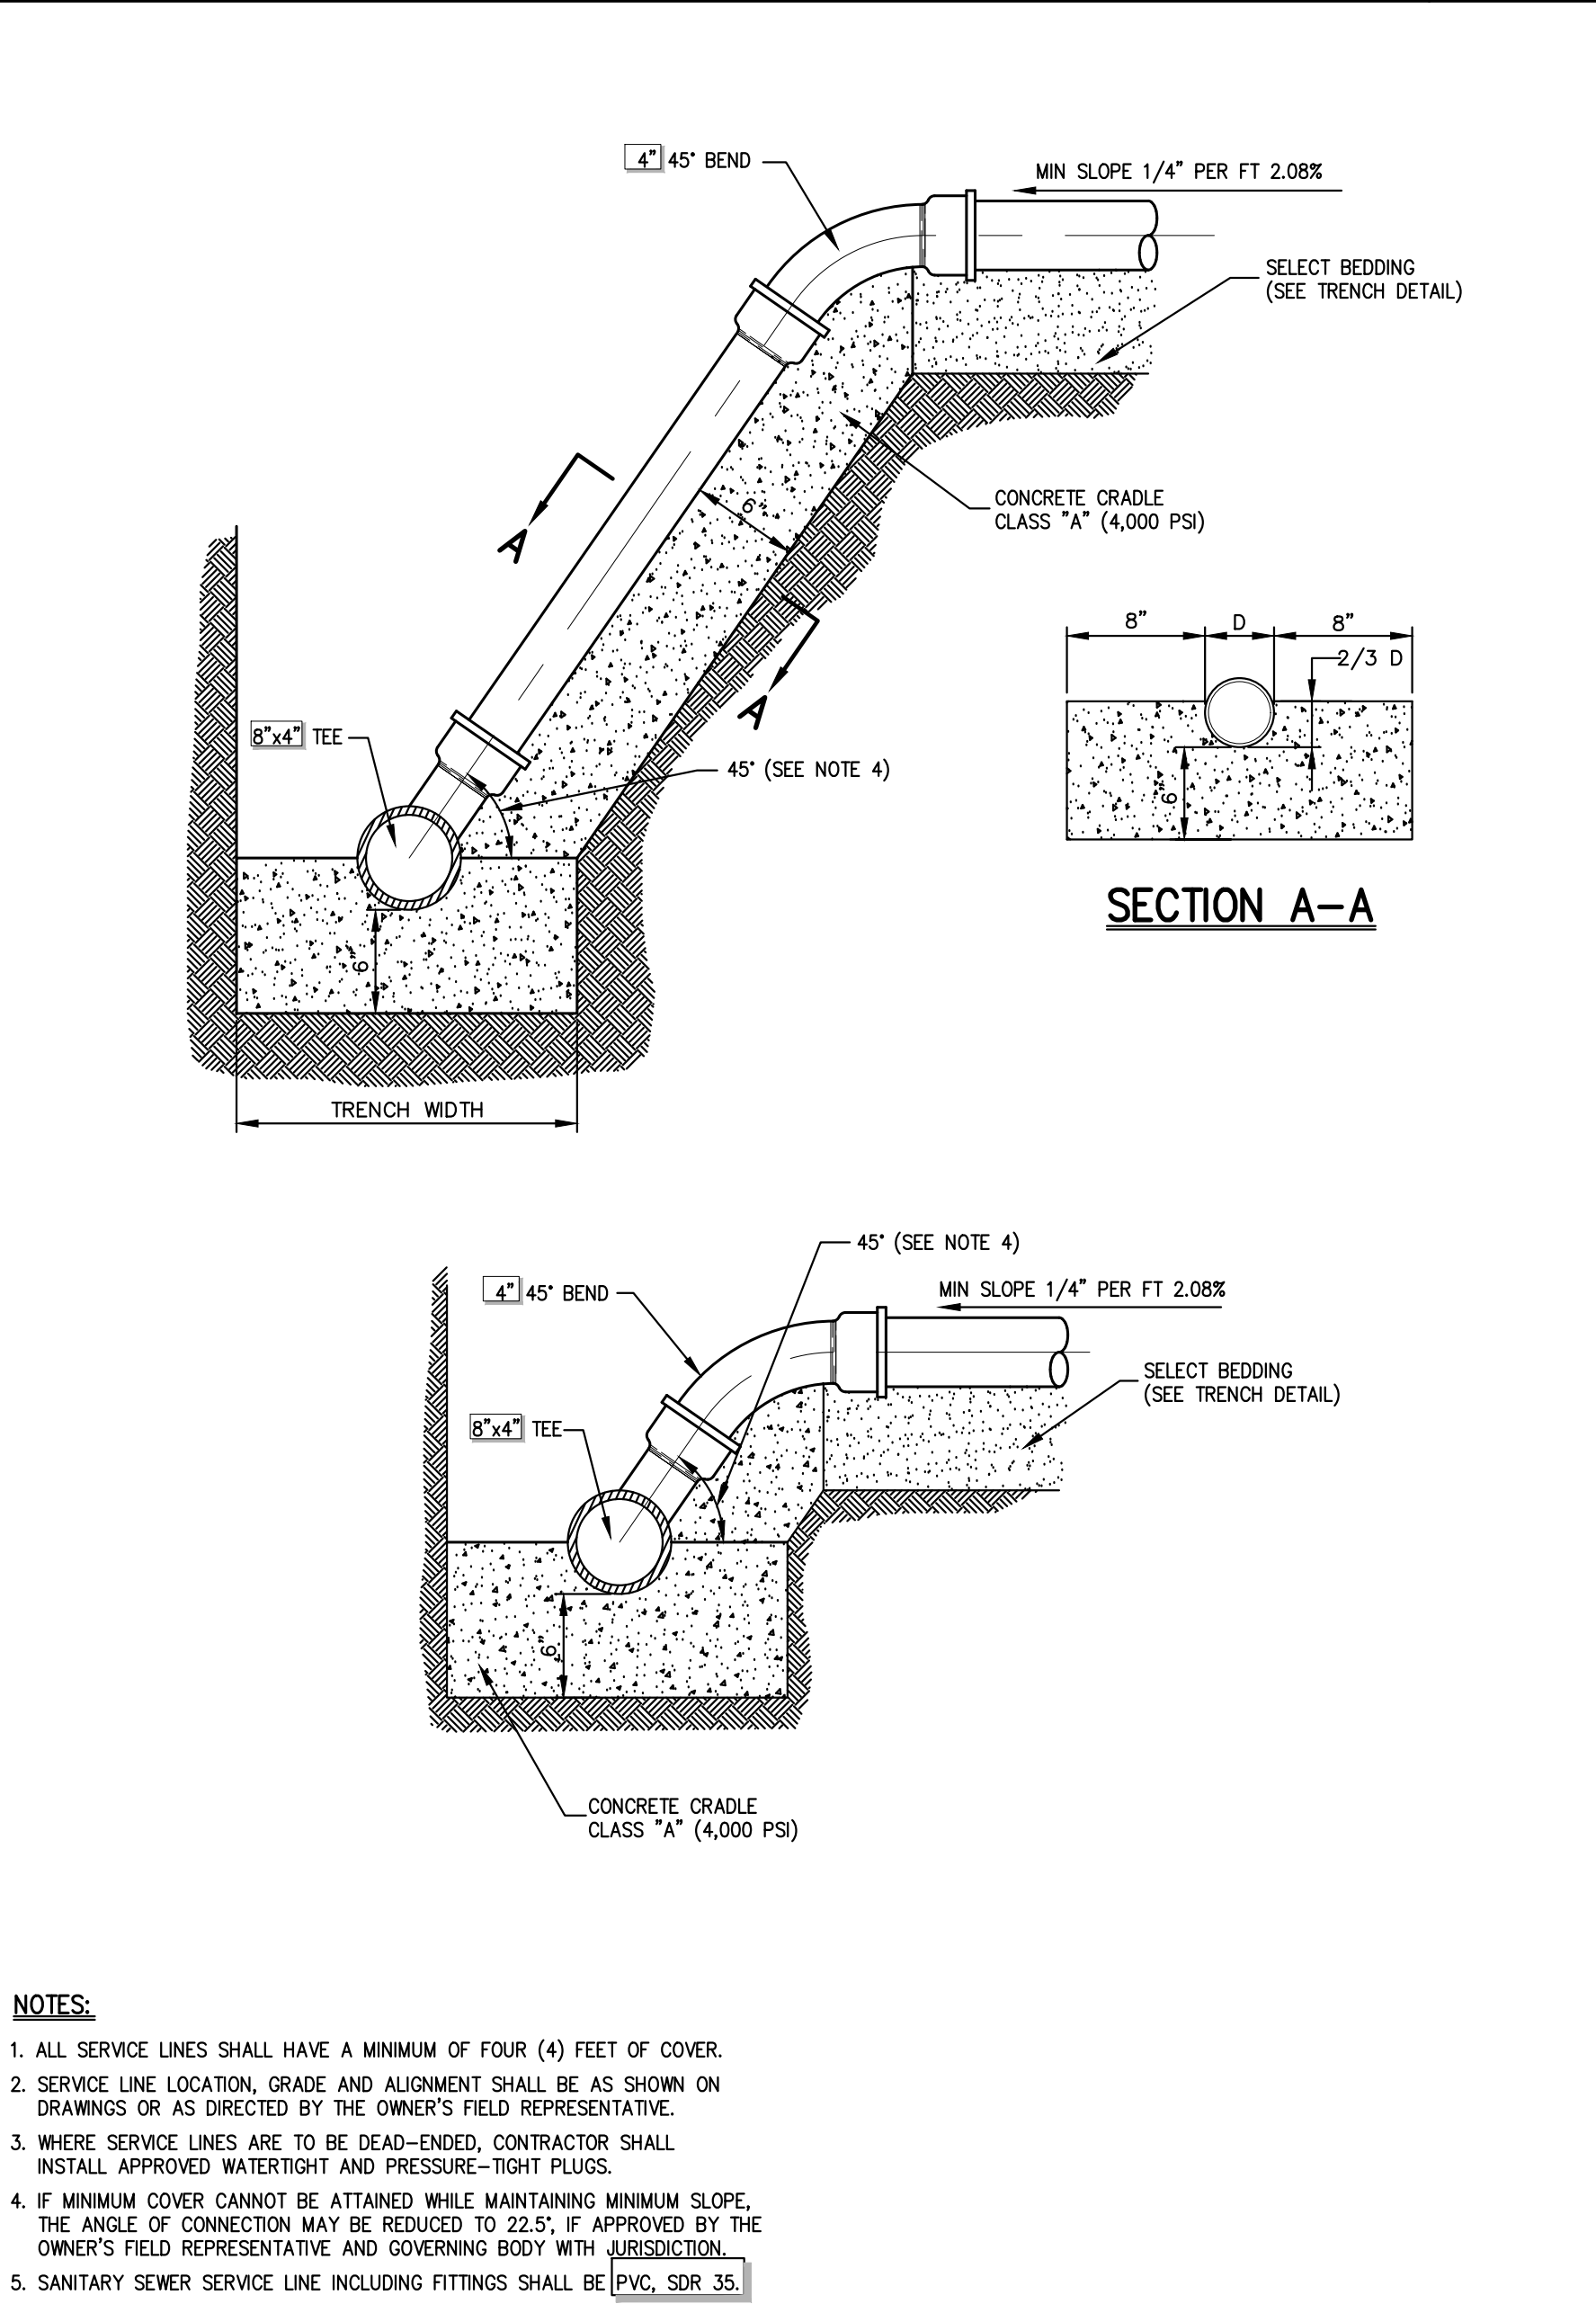 4” 45° BEND
MIN SLOPE 1/4” PER FT 2.08%
SELECT BEDDING
(SEE TRENCH DETAIL)
6”
CONCRETE CRADLE
CLASS ”A” (4,000 PSI)
A
A
8” D 8”
2/3 D
6”
SECTION A–A
8”x4” TEE
45° (SEE NOTE 4)
6”
TRENCH WIDTH
45° (SEE NOTE 4)
4” 45° BEND
MIN SLOPE 1/4” PER FT 2.08%
SELECT BEDDING
(SEE TRENCH DETAIL)
8”x4” TEE
6”
CONCRETE CRADLE
CLASS ”A” (4,000 PSI)
NOTES:
1. ALL SERVICE LINES SHALL HAVE A MINIMUM OF FOUR (4) FEET OF COVER.
2. SERVICE LINE LOCATION, GRADE AND ALIGNMENT SHALL BE AS SHOWN ON
DRAWINGS OR AS DIRECTED BY THE OWNER'S FIELD REPRESENTATIVE.
3. WHERE SERVICE LINES ARE TO BE DEAD–ENDED, CONTRACTOR SHALL
INSTALL APPROVED WATERTIGHT AND PRESSURE–TIGHT PLUGS.
4. IF MINIMUM COVER CANNOT BE ATTAINED WHILE MAINTAINING MINIMUM SLOPE,
THE ANGLE OF CONNECTION MAY BE REDUCED TO 22.5°, IF APPROVED BY THE
OWNER'S FIELD REPRESENTATIVE AND GOVERNING BODY WITH JURISDICTION.
5. SANITARY SEWER SERVICE LINE INCLUDING FITTINGS SHALL BE PVC, SDR 35.